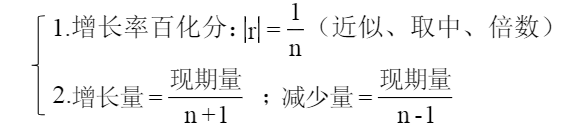 1.增长率百化分:|r|=1/n（近似、取中、倍数）
2.增长量=现期量/(n+1)；减少量=现期量/(n-1)